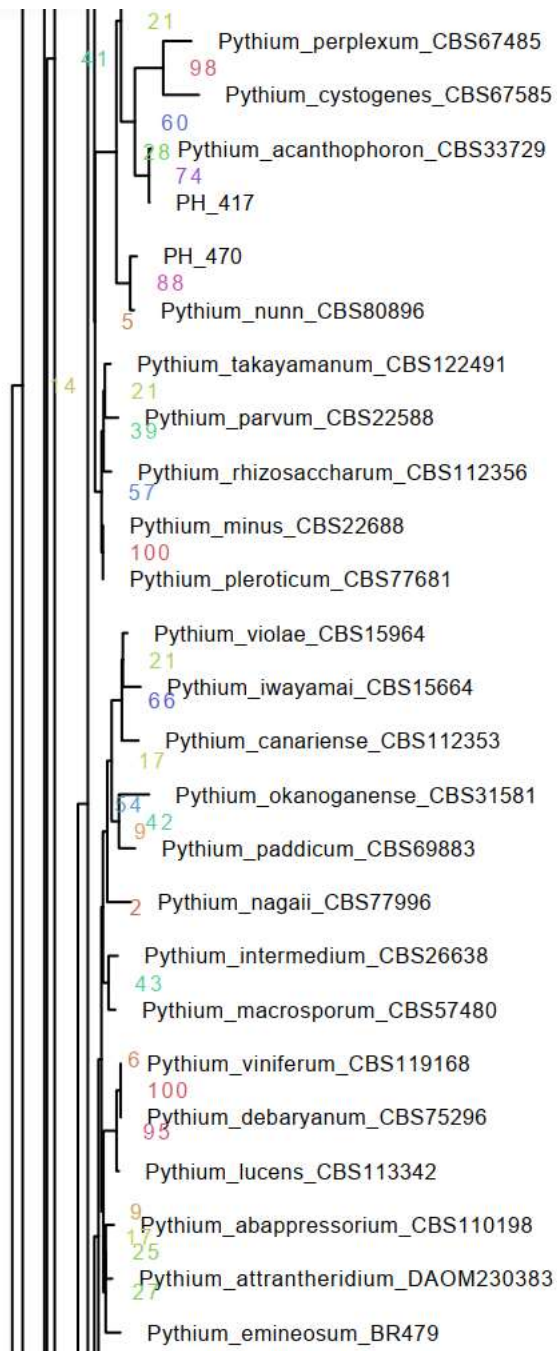 21
Pythium_perplexum_CBS67485
41
98
Pythium_cystogenes_CBS67585
60
28 Pythium_acanthophoron_CBS33729
74
PH_417
PH_470
88
Pythium_nunn_CBS80896
5
Pythium_takayamanum_CBS122491
14
21
Pythium_parvum_CBS22588
39
Pythium_rhizosaccharum_CBS112356
57
Pythium_minus_CBS22688
100
Pythium_pleroticum_CBS77681
Pythium_violae_CBS15964
21
Pythium_iwayamai_CBS15664
66
Pythium_canariense_CBS112353
17
Pythium_okanoganense_CBS31581
54
42
9
Pythium_paddicum_CBS69883
2 Pythium_nagaii_CBS77996
Pythium_intermedium_CBS26638
43
Pythium_macrosporum_CBS57480
6 Pythium_viniferum_CBS119168
100
Pythium_debaryanum_CBS75296
95
Pythium_lucens_CBS113342
9
Pythium_abappressorium_CBS110198
17
25
Pythium_attrantheridium_DAOM230383
27
Pythium_emineosum_BR479